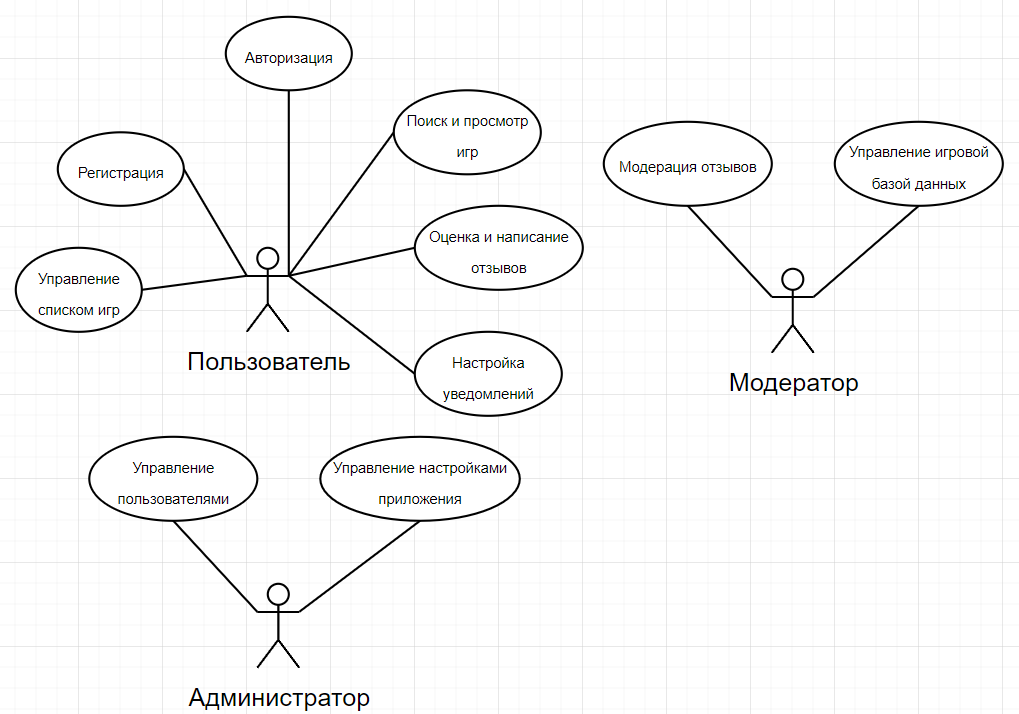 Авторизация
Поиск и просмотр
игр
Регистрация
Оценка и написание
отзывов
Управление
списком игр
Пользователь
Настройка
уведомлений
Модерация отзывов
Управление игровой
базой данных
Модератор
Управление
пользователями
Управление настройками
приложения
Администратор